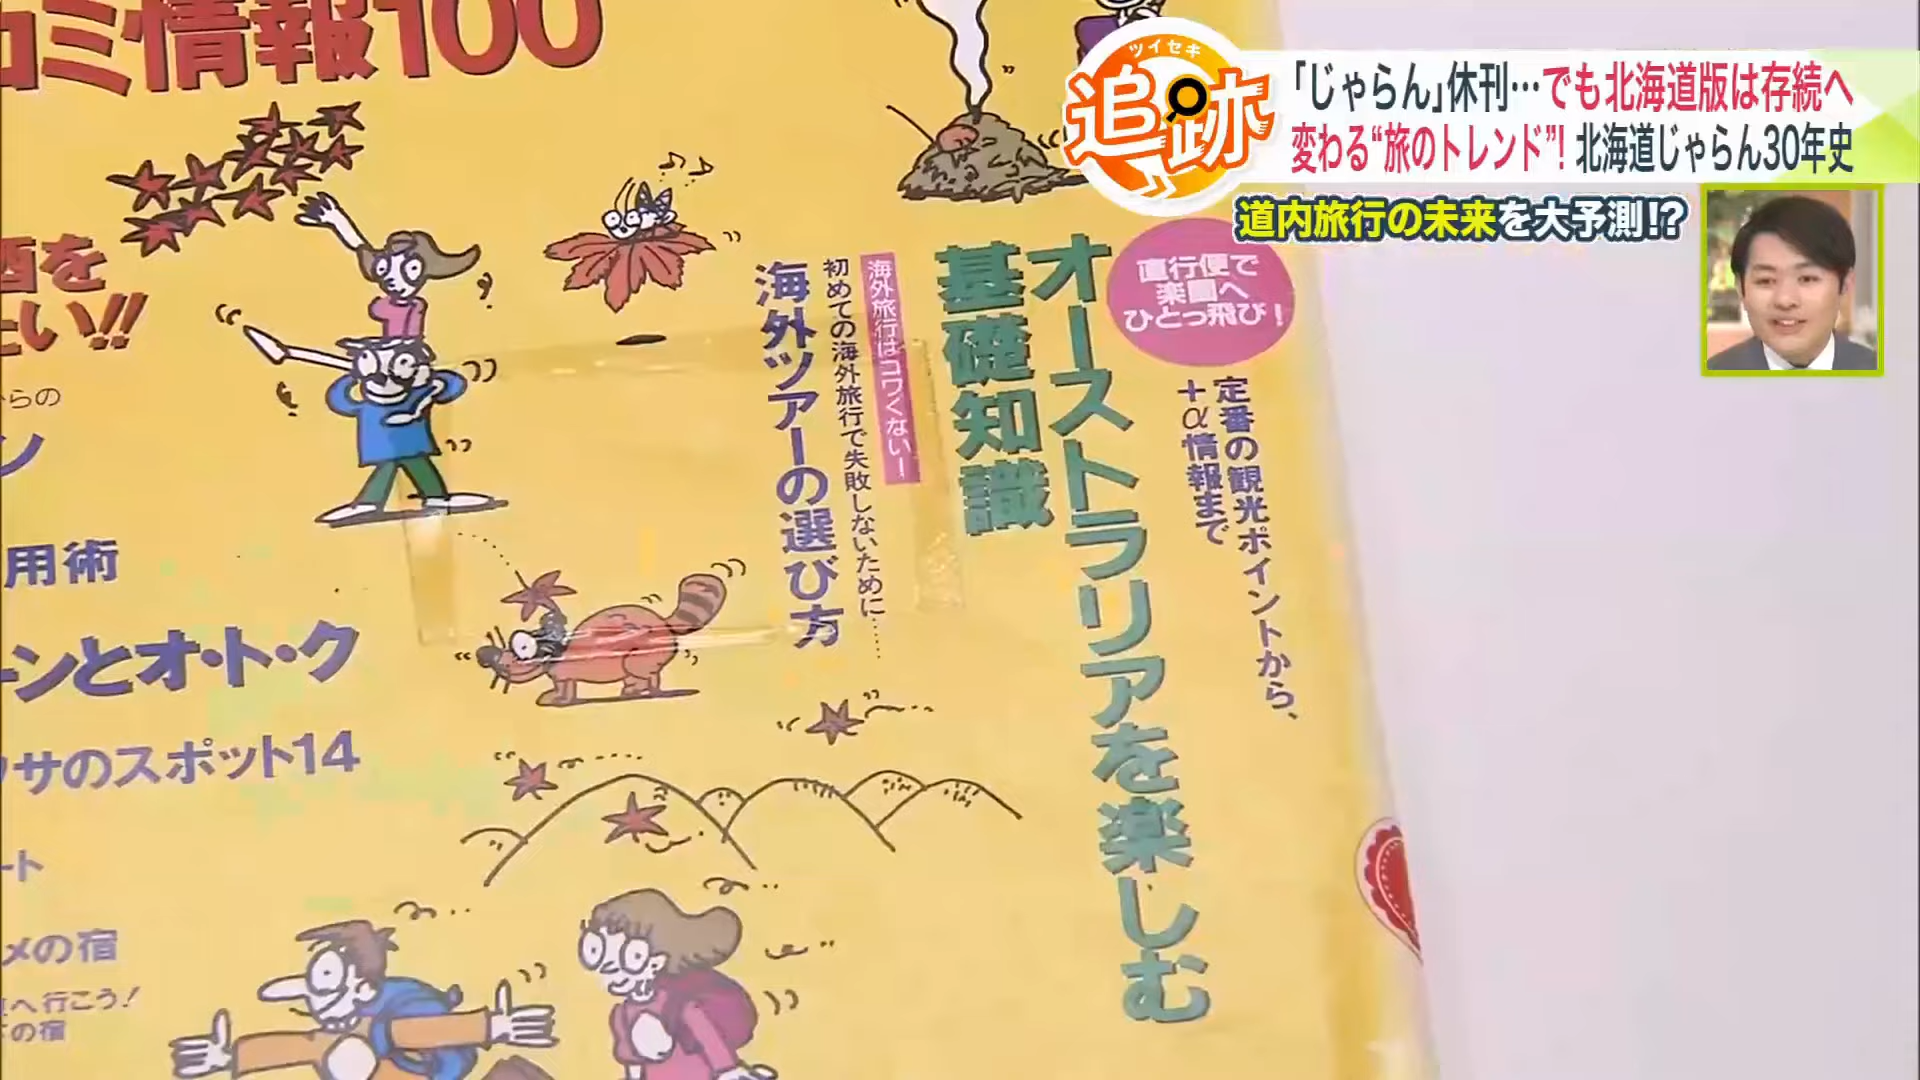 ツイセキ
追跡
「じゃらん」休刊…でも北海道版は存続へ
変わる“旅のトレンド”！北海道じゃらん30年史
道内旅行の未来を大予測!?
コミ情報100
直行便で
楽園へ
ひとっ飛び！
定番の観光ポイントから、
＋α情報まで
オーストラリアを楽しむ
基礎知識
海外旅行はコワくない！
初めての海外旅行で失敗しないために……
海外ツアーの選び方
酒を
たい!!
からの
ン
用術
ーンとオ・ト・ク
ワサのスポット14
ート
メの宿
へ行こう！
の宿